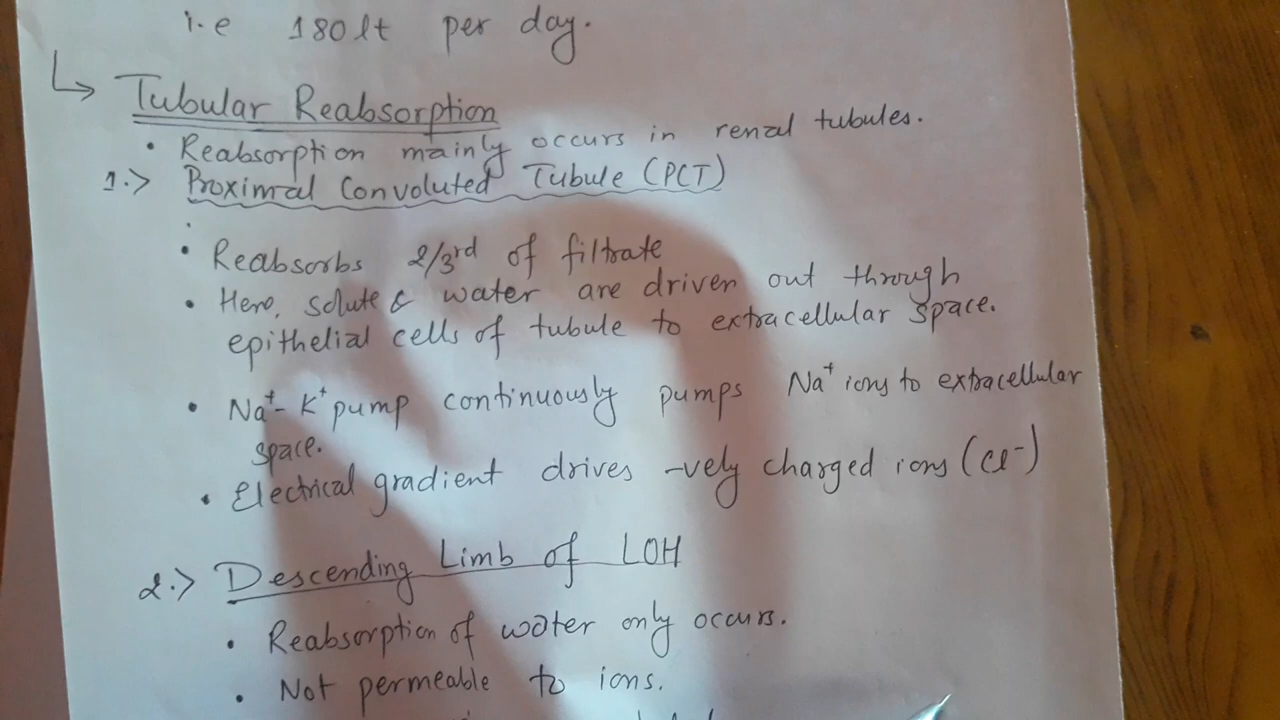 i.e 180 lt per day.
↳ Tubular Reabsorption
• Reabsorption mainly occurs in renal tubules.
1.> Proximal Convoluted Tubule (PCT)
• Reabsorbs 2/3rd of filtrate
• Here, solute & water are driven out through
epithelial cells of tubule to extracellular space.
• Na⁺- K⁺ pump continuously pumps Na⁺ ions to extracellular
space.
• Electrical gradient drives -vely charged ions (Cl⁻)
2.> Descending Limb of LOH
• Reabsorption of water only occurs.
• Not permeable to ions.